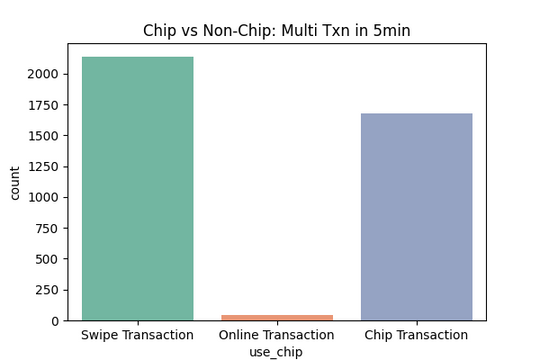 Chip vs Non-Chip: Multi Txn in 5min
2000
1750
1500
1250
1000
750
500
250
0
count
Swipe Transaction Online Transaction Chip Transaction
use_chip